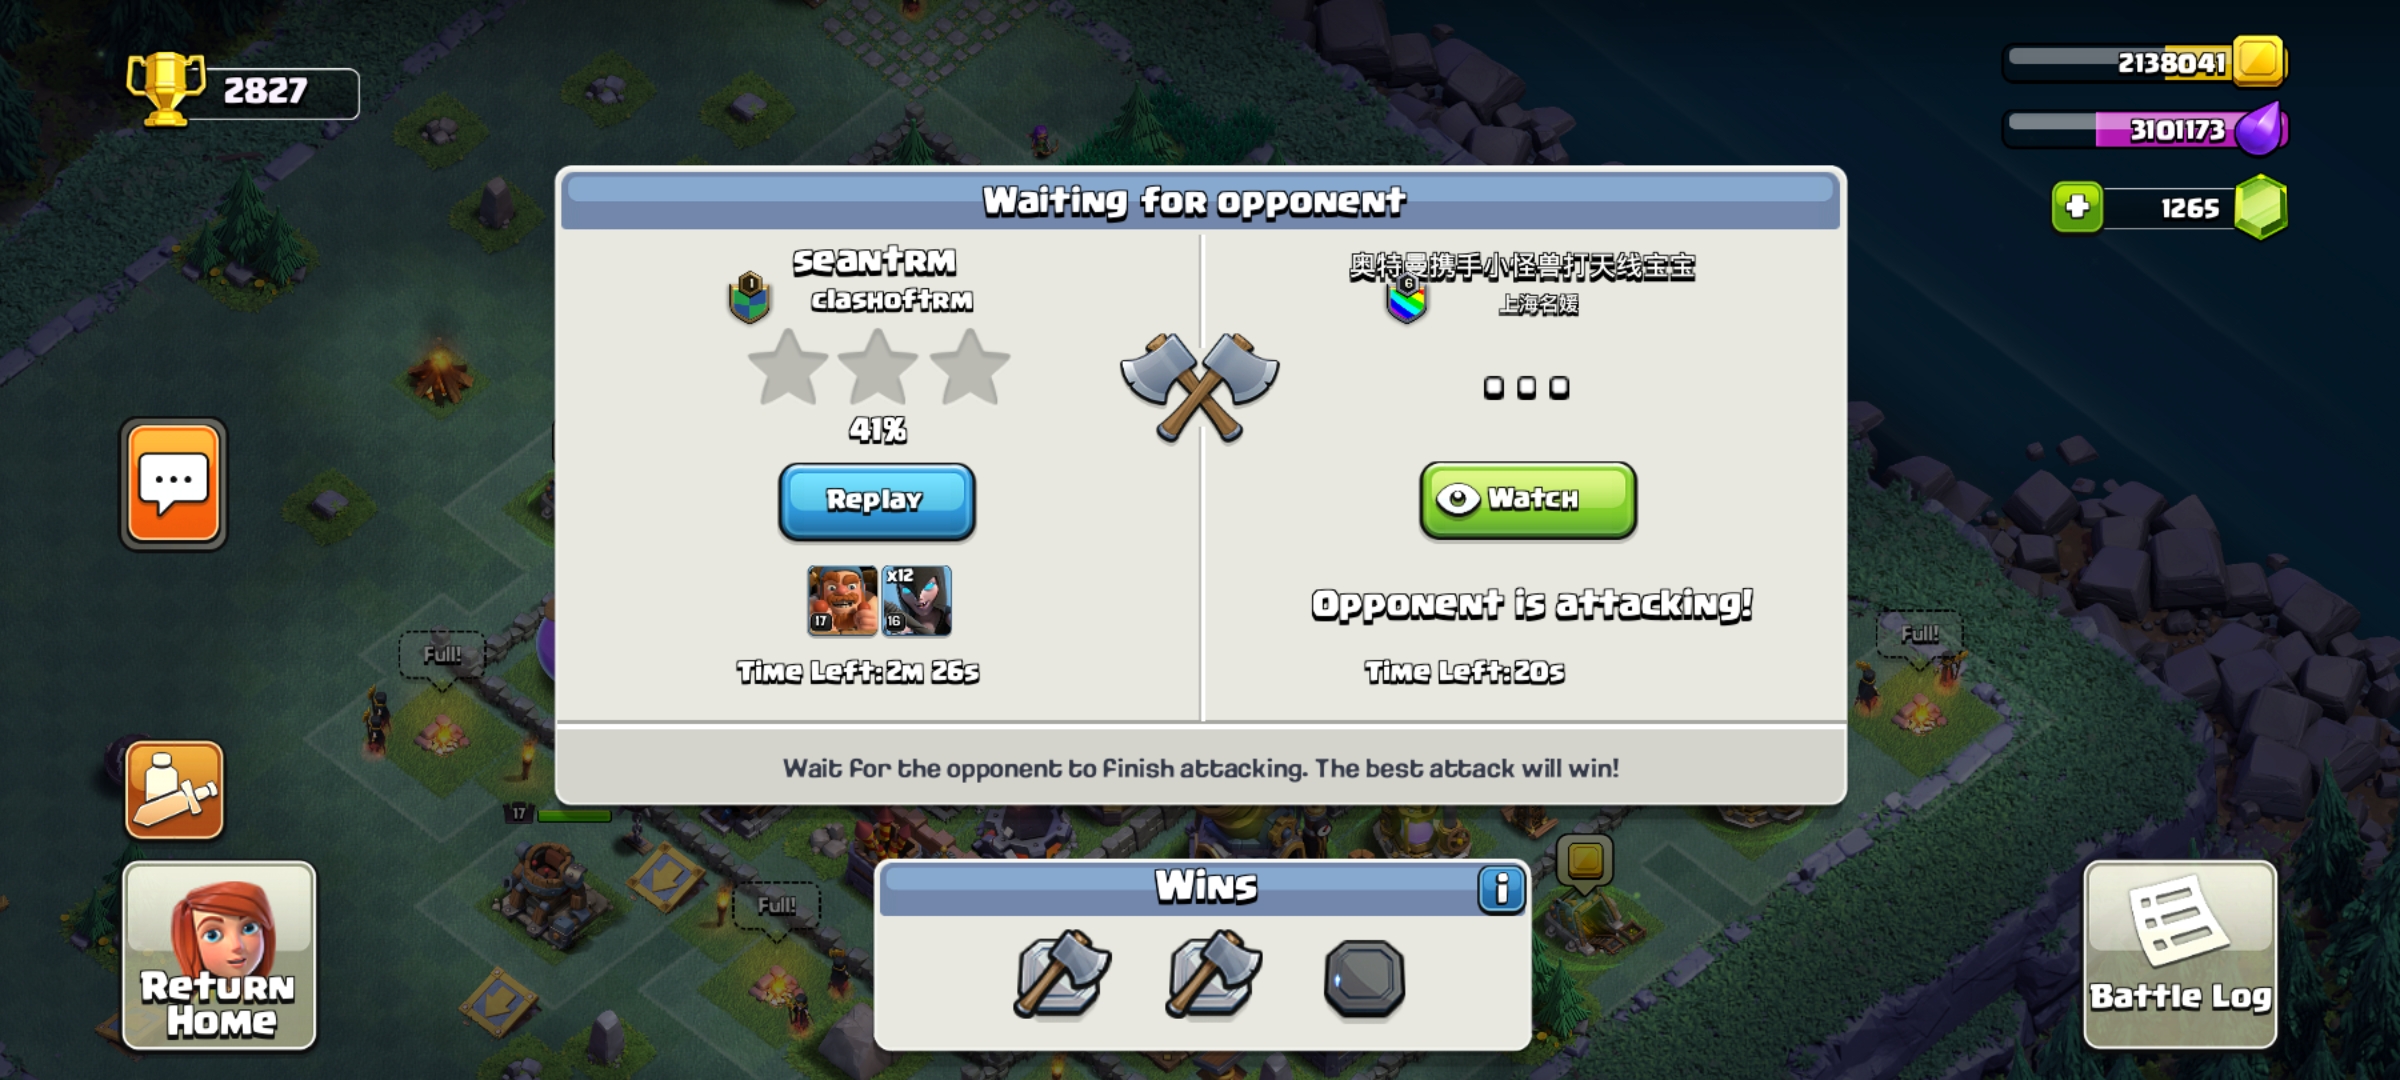 2827
2138041
3101173
1265
Waiting for opponent
seantrm
1
clashoftrm
41%
Replay
17
x12
16
Time Left:2m 26s
奥特曼携手小怪兽打天线宝宝
6
上海名媛
Watch
Opponent is attacking!
Time Left:20s
Wait for the opponent to finish attacking. The best attack will win!
Full!
Full!
17
Full!
Wins
i
Return
Home
Battle Log